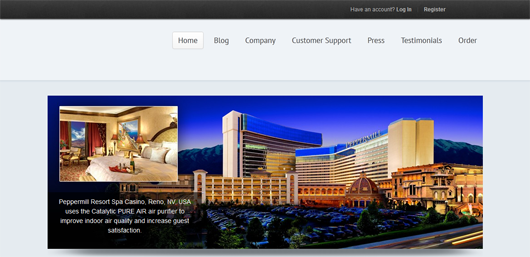 Have an account? Log In Register
Home Blog Company Customer Support Press Testimonials Order
Peppermill Resort Spa Casino, Reno, NV, USA
uses the Catalytic PURE AIR air purifier to
improve indoor air quality and increase guest
satisfaction.